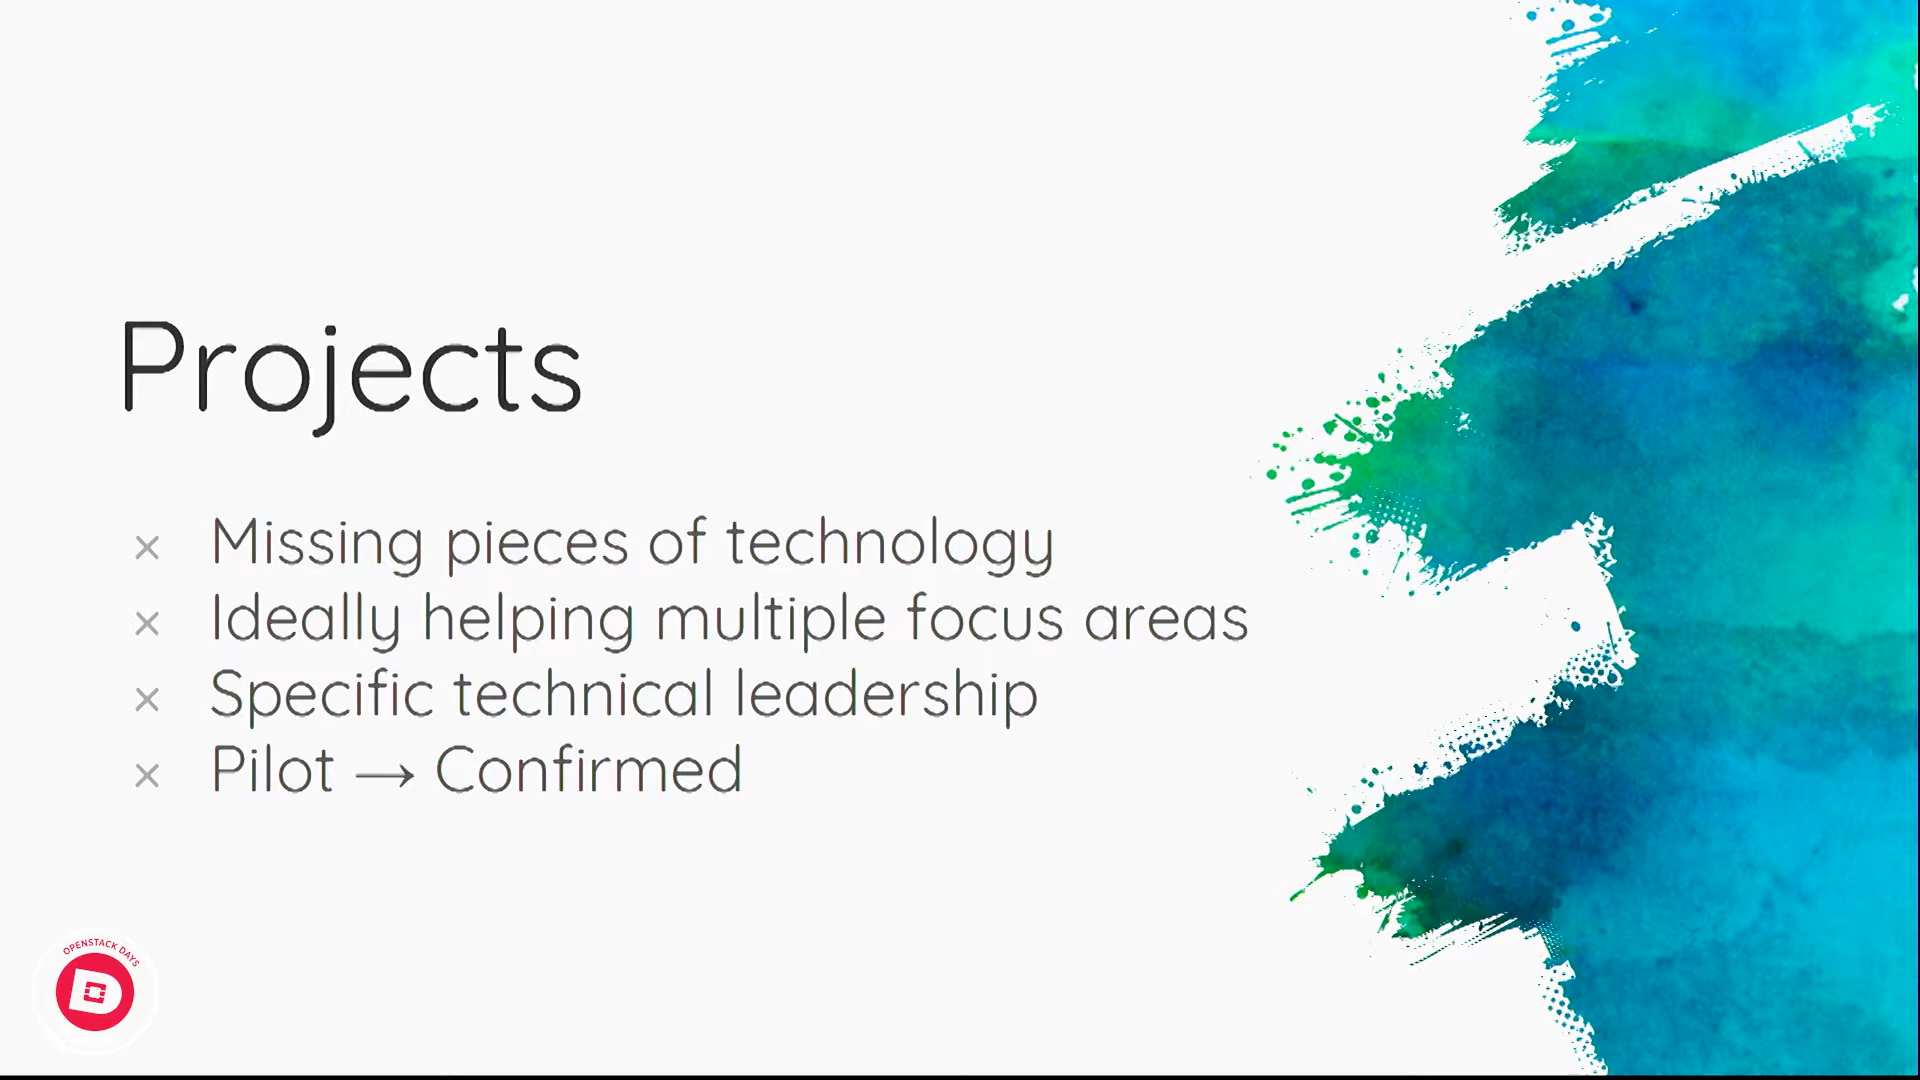 Projects
× Missing pieces of technology
× Ideally helping multiple focus areas
× Specific technical leadership
× Pilot → Confirmed
OPENSTACK DAYS